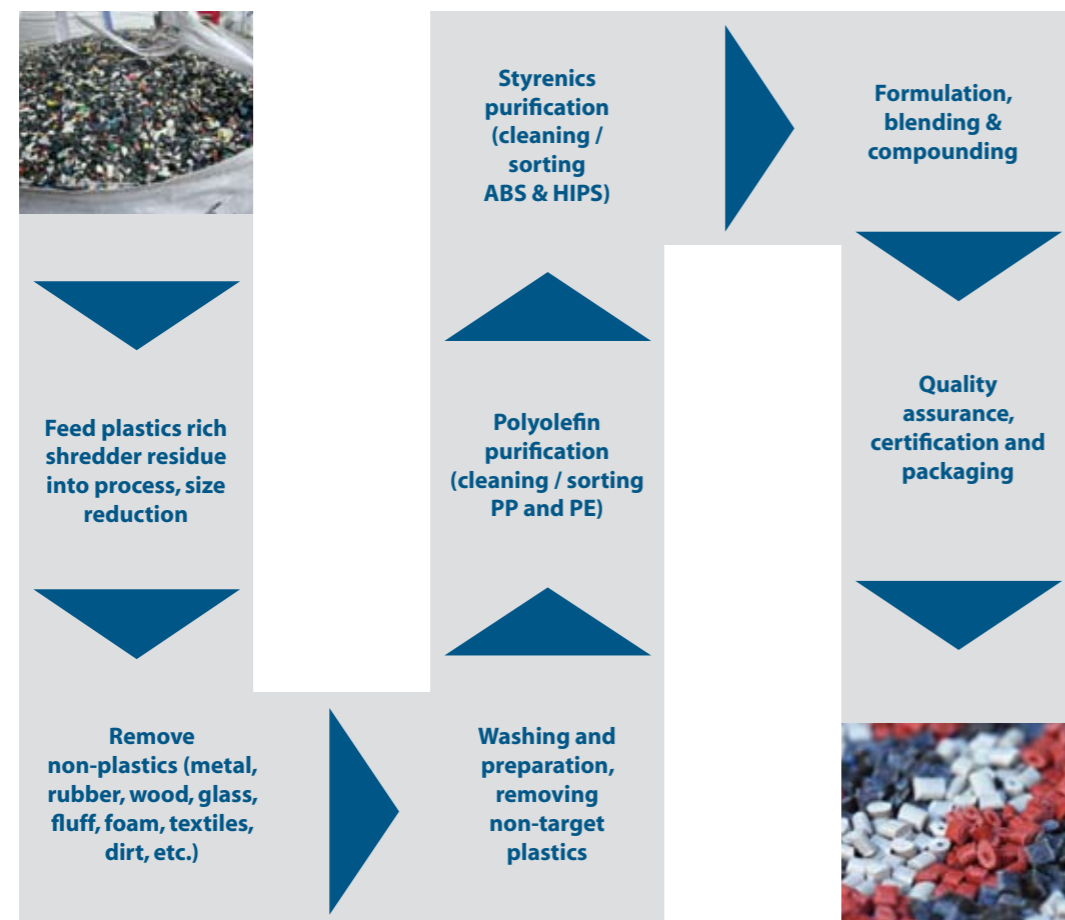 Feed plastics rich
shredder residue
into process, size
reduction
Remove
non-plastics (metal,
rubber, wood, glass,
fluff, foam, textiles,
dirt, etc.)
Washing and
preparation,
removing
non-target
plastics
Polyolefin
purification
(cleaning / sorting
PP and PE)
Styrenics
purification
(cleaning /
sorting
ABS & HIPS)
Formulation,
blending &
compounding
Quality
assurance,
certification and
packaging